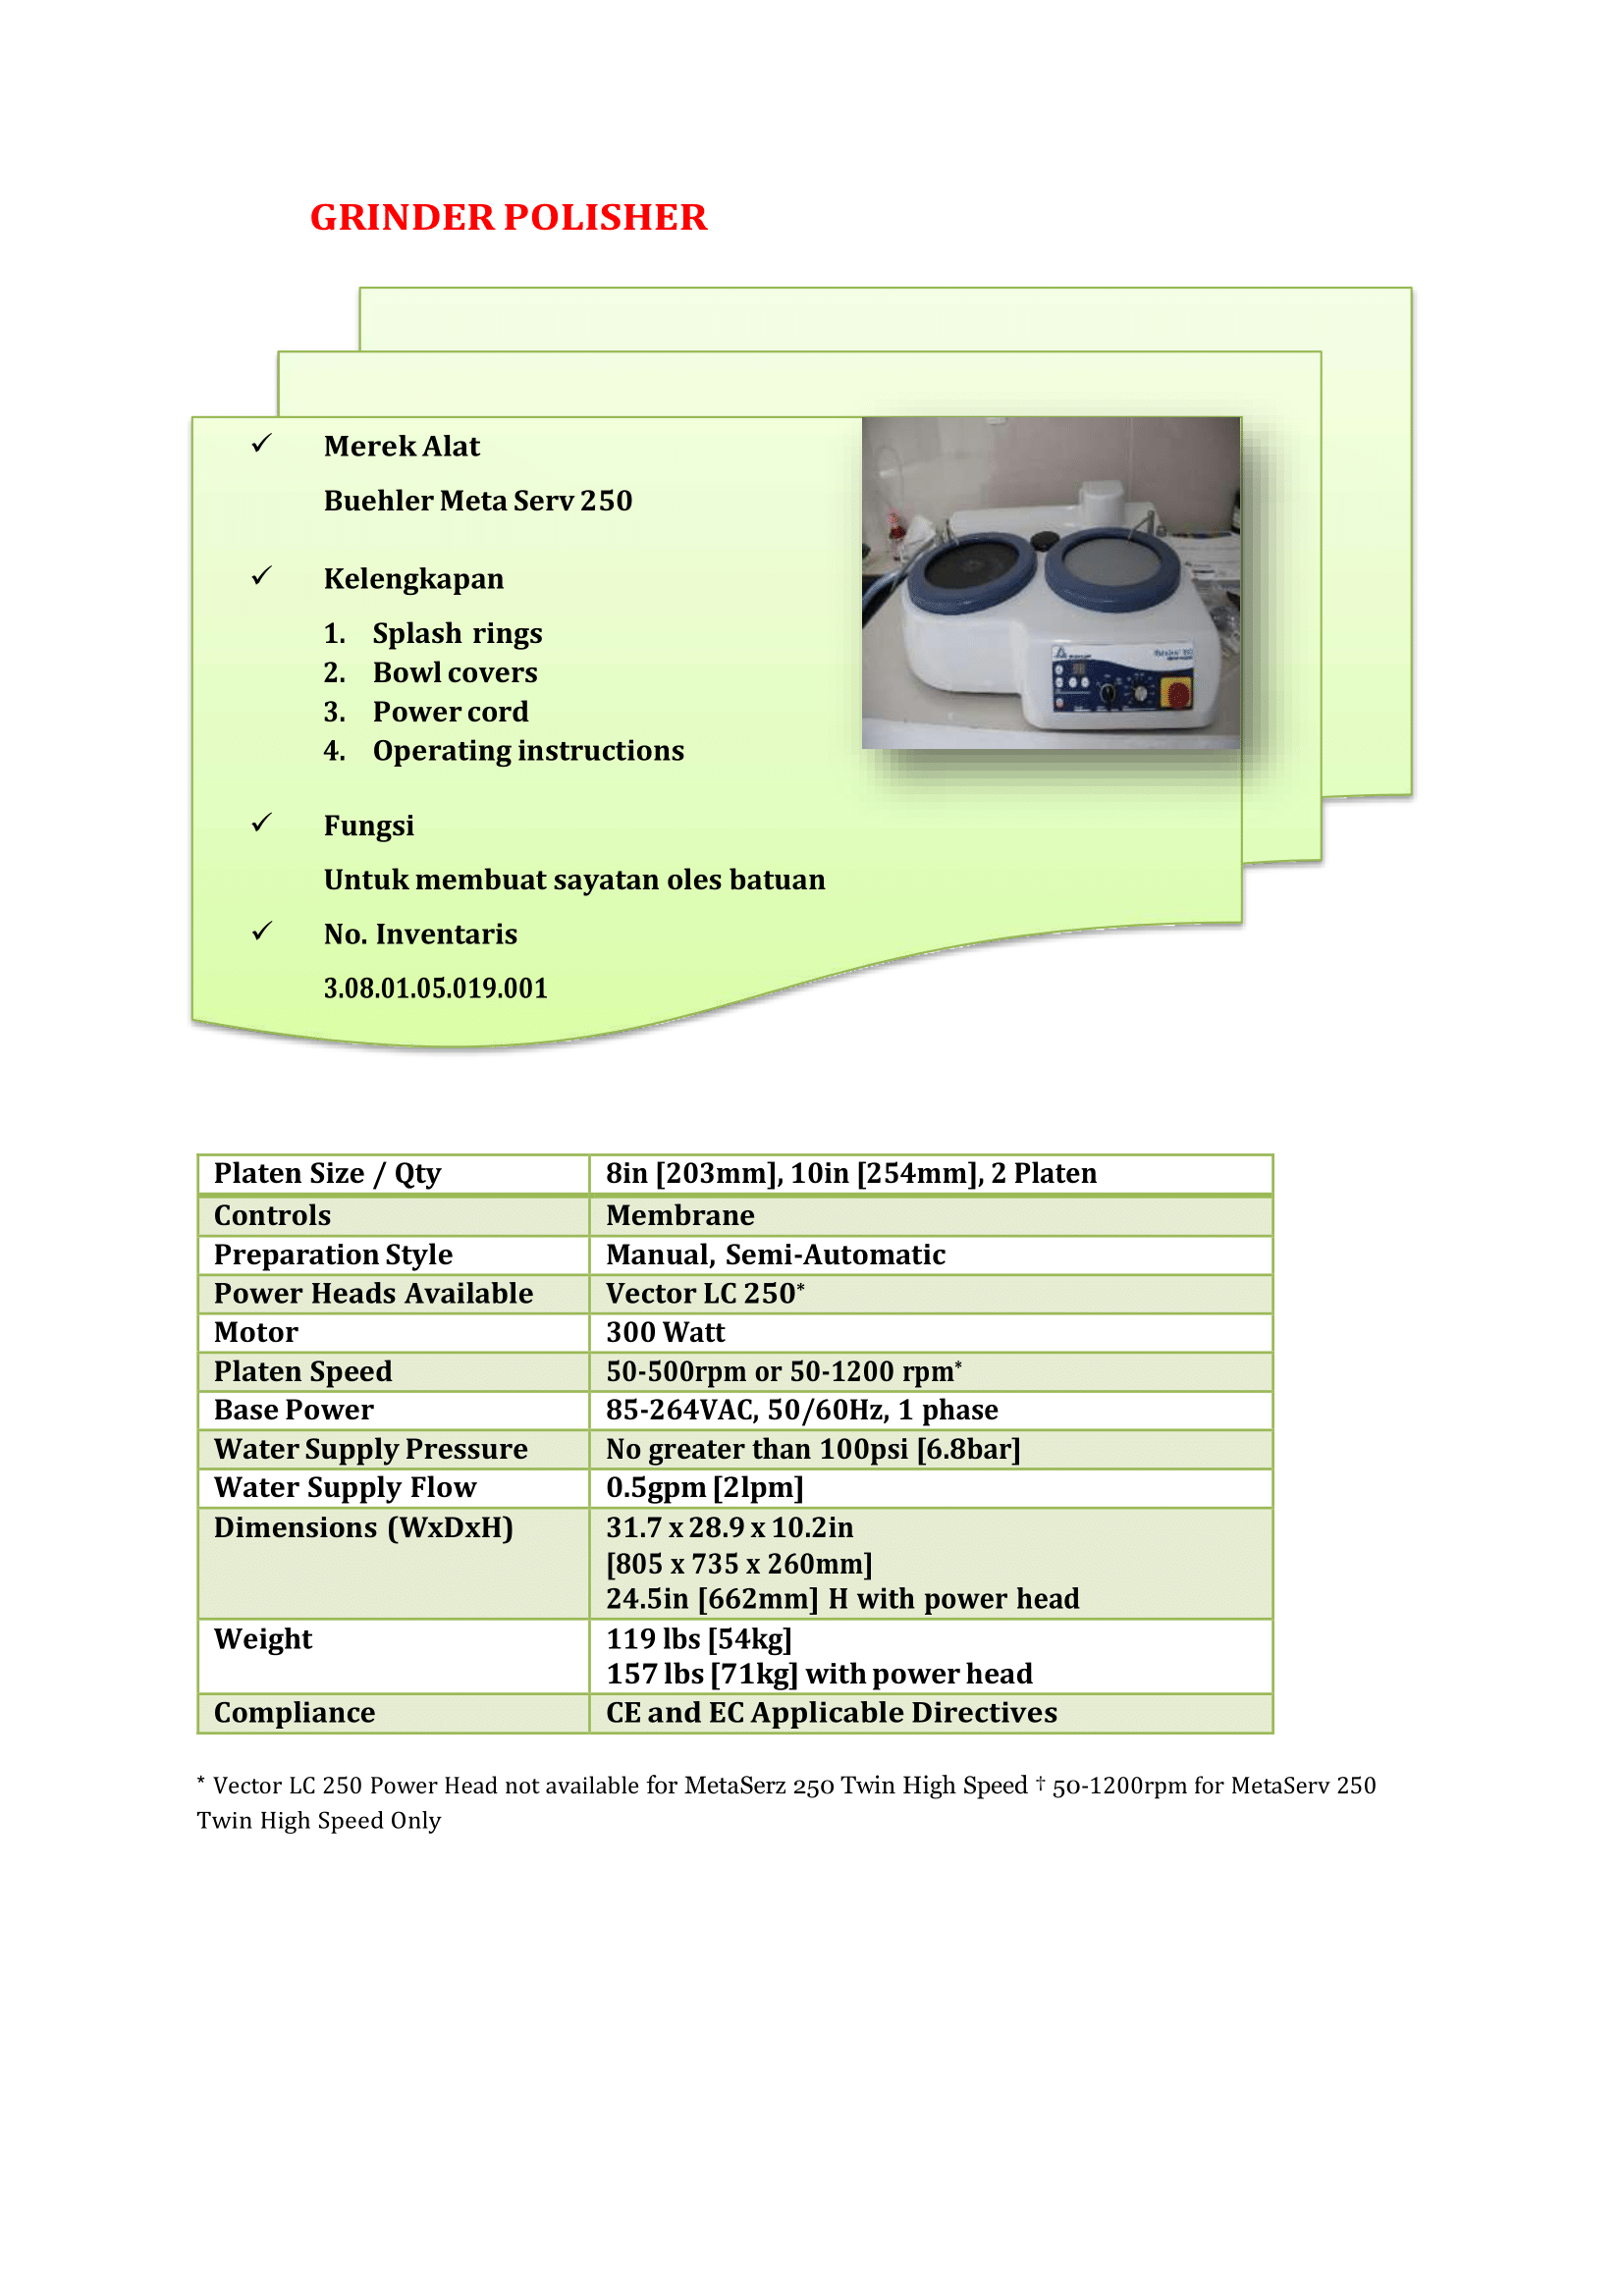 GRINDER POLISHER
✓ Merek Alat
Buehler Meta Serv 250
✓ Kelengkapan
1. Splash rings
2. Bowl covers
3. Power cord
4. Operating instructions
✓ Fungsi
Untuk membuat sayatan oles batuan
✓ No. Inventaris
3.08.01.05.019.001
Platen Size / Qty 8in [203mm], 10in [254mm], 2 Platen
Controls Membrane
Preparation Style Manual, Semi-Automatic
Power Heads Available Vector LC 250*
Motor 300 Watt
Platen Speed 50-500rpm or 50-1200 rpm*
Base Power 85-264VAC, 50/60Hz, 1 phase
Water Supply Pressure No greater than 100psi [6.8bar]
Water Supply Flow 0.5gpm [2lpm]
Dimensions (WxDxH) 31.7 x 28.9 x 10.2in
[805 x 735 x 260mm]
24.5in [662mm] H with power head
Weight 119 lbs [54kg]
157 lbs [71kg] with power head
Compliance CE and EC Applicable Directives
* Vector LC 250 Power Head not available for MetaSerz 250 Twin High Speed † 50-1200rpm for MetaServ 250
Twin High Speed Only